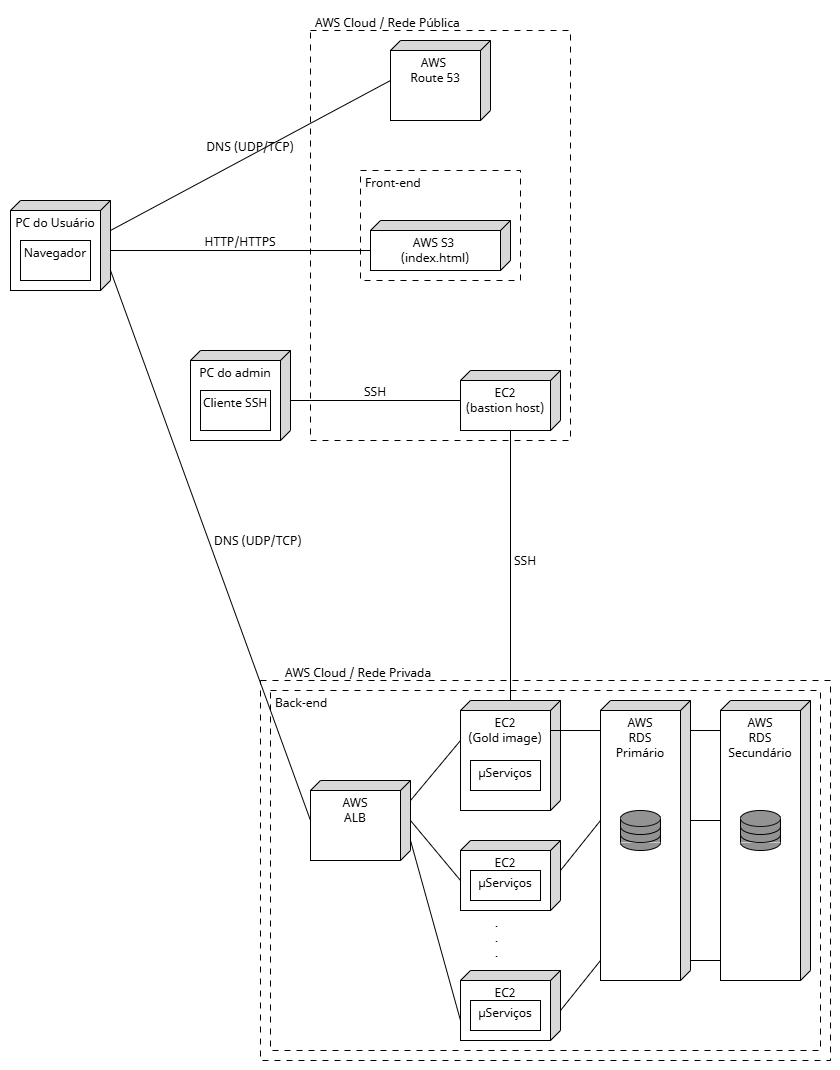 AWS Cloud / Rede Pública
AWS
Route 53
DNS (UDP/TCP)
Front-end
PC do Usuário
Navegador
HTTP/HTTPS
AWS S3
(index.html)
PC do admin
Cliente SSH
SSH
EC2
(bastion host)
DNS (UDP/TCP)
SSH
AWS Cloud / Rede Privada
Back-end
EC2
(Gold image)
µServiços
AWS
RDS
Primário
AWS
RDS
Secundário
AWS
ALB
EC2
µServiços
.
.
.
EC2
µServiços